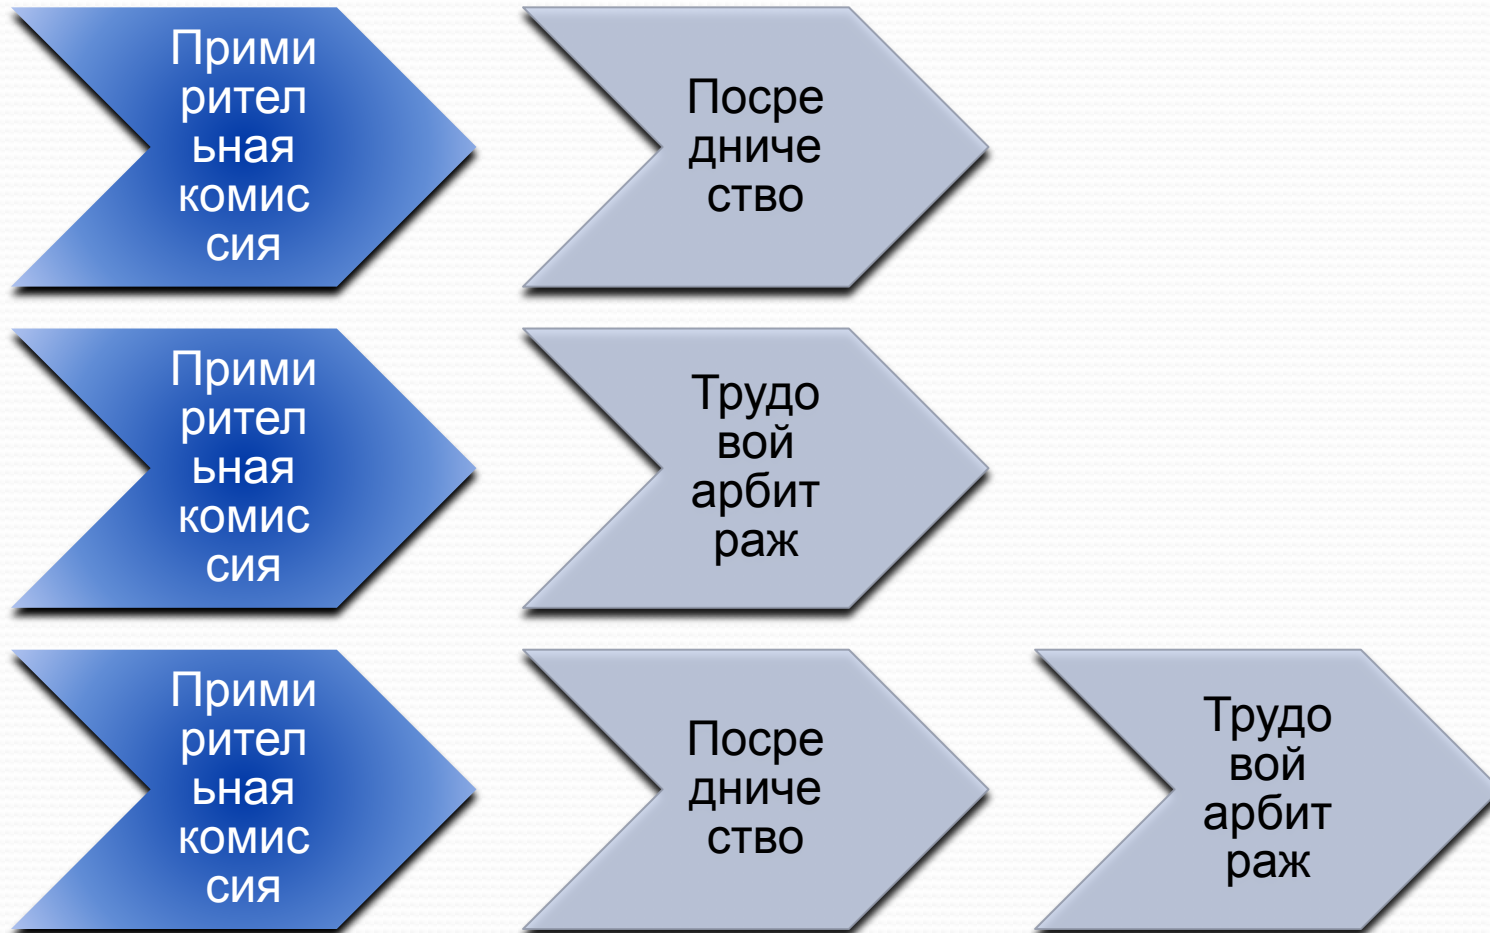 Прими
рител
ьная
комис
сия
Посре
дниче
ство
Прими
рител
ьная
комис
сия
Трудо
вой
арбит
раж
Прими
рител
ьная
комис
сия
Посре
дниче
ство
Трудо
вой
арбит
раж